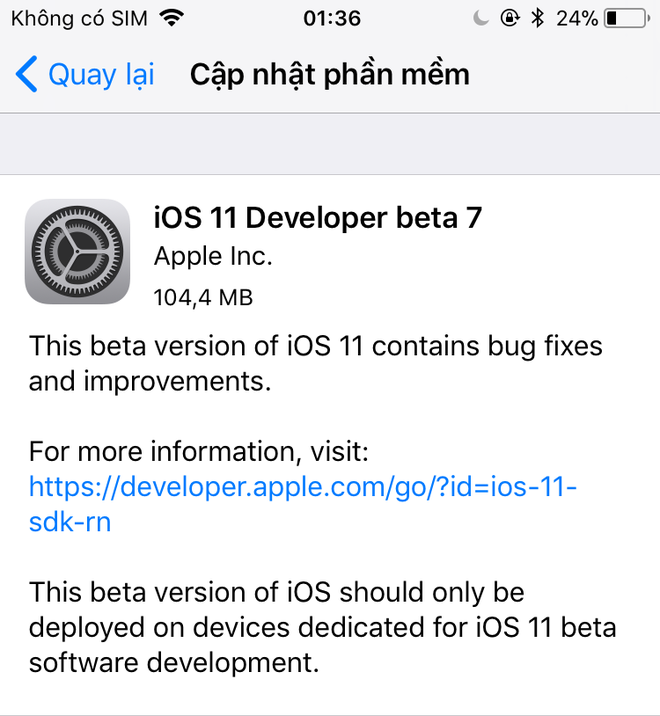 Không có SIM 01:36 24%
Quay lại Cập nhật phần mềm
iOS 11 Developer beta 7
Apple Inc.
104,4 MB
This beta version of iOS 11 contains bug fixes
and improvements.
For more information, visit:
https://developer.apple.com/go/?id=ios-11-
sdk-rn
This beta version of iOS should only be
deployed on devices dedicated for iOS 11 beta
software development.